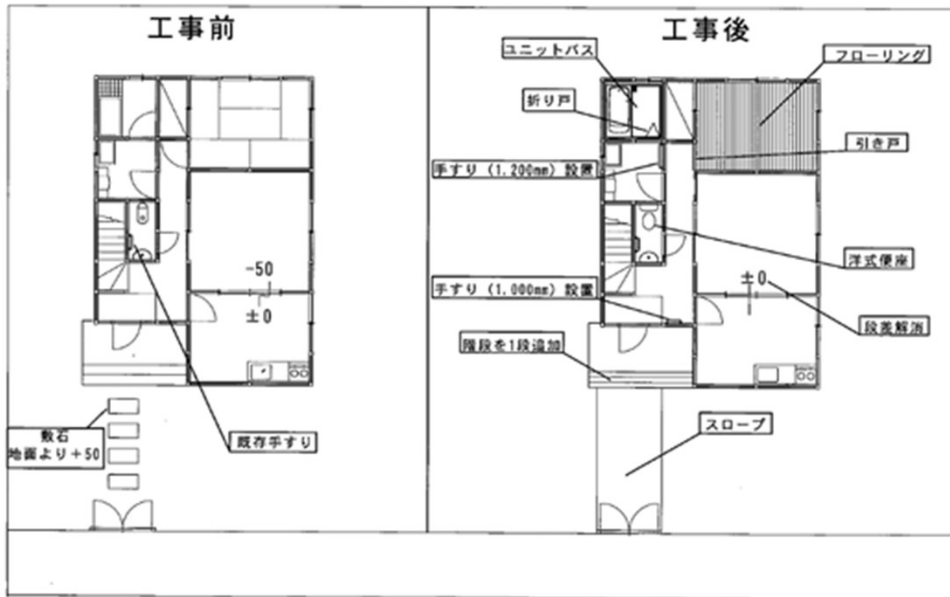 工事前
-50
±0
敷石
地面より+50
既存手すり
工事後
ユニットバス
フローリング
折り戸
引き戸
手すり (1,200mm) 設置
洋式便座
±0
手すり (1,000mm) 設置
段差解消
階段を1段追加
スロープ